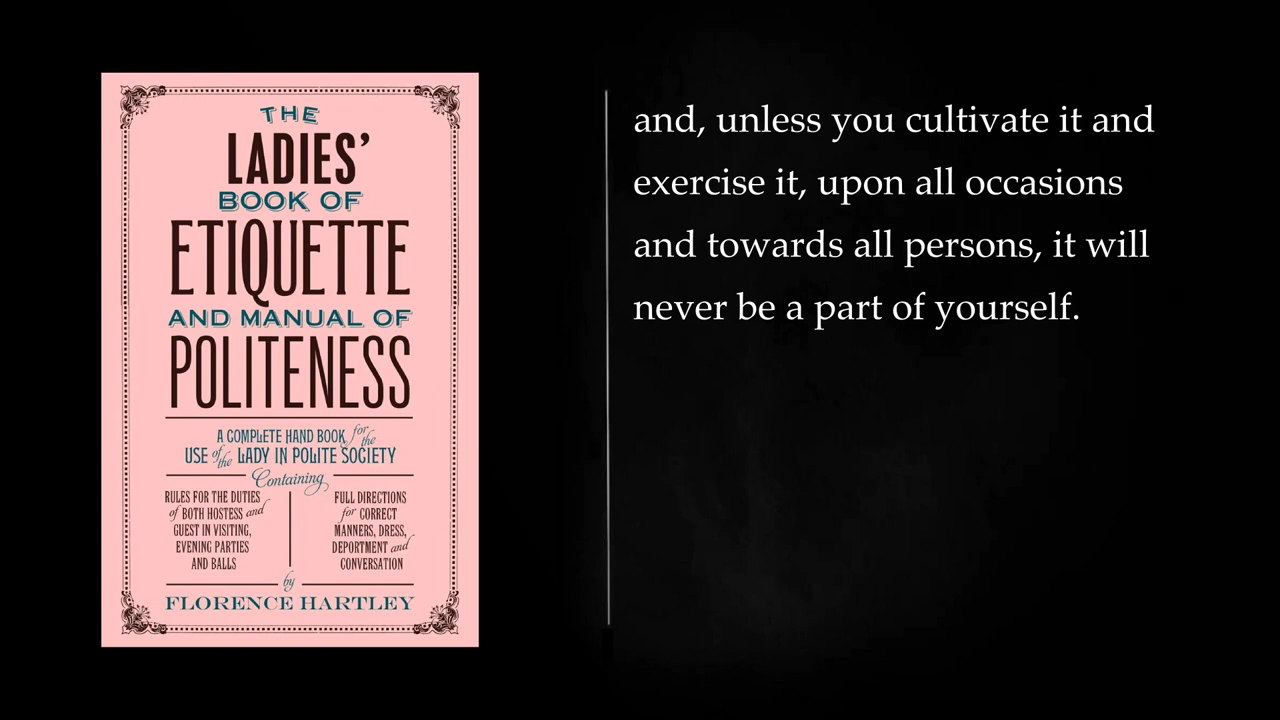 THE
LADIES'
BOOK OF
ETIQUETTE
AND MANUAL OF
POLITENESS
A COMPLETE HAND BOOK for the
USE of the LADY IN POLITE SOCIETY
Containing
RULES FOR THE DUTIES
of BOTH HOSTESS and
GUEST IN VISITING,
EVENING PARTIES
AND BALLS
FULL DIRECTIONS
for CORRECT
MANNERS, DRESS,
DEPORTMENT and
CONVERSATION
by
FLORENCE HARTLEY
and, unless you cultivate it and
exercise it, upon all occasions
and towards all persons, it will
never be a part of yourself.